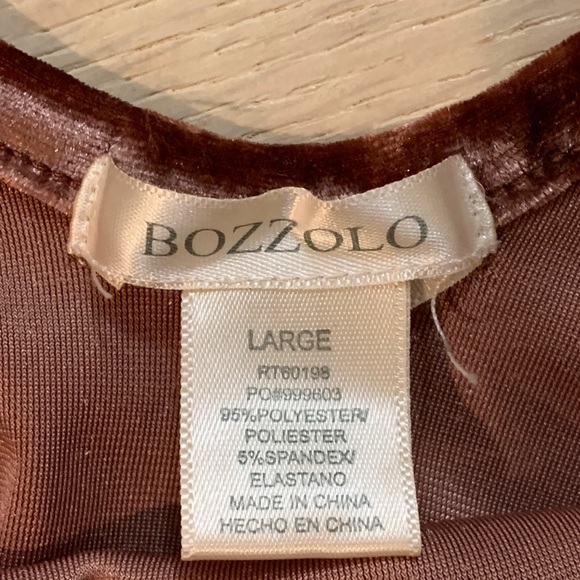 BOZZOLO
LARGE
RT60198
PO#999603
95%POLYESTER/
POLIESTER
5%SPANDEX/
ELASTANO
MADE IN CHINA
HECHO EN CHINA